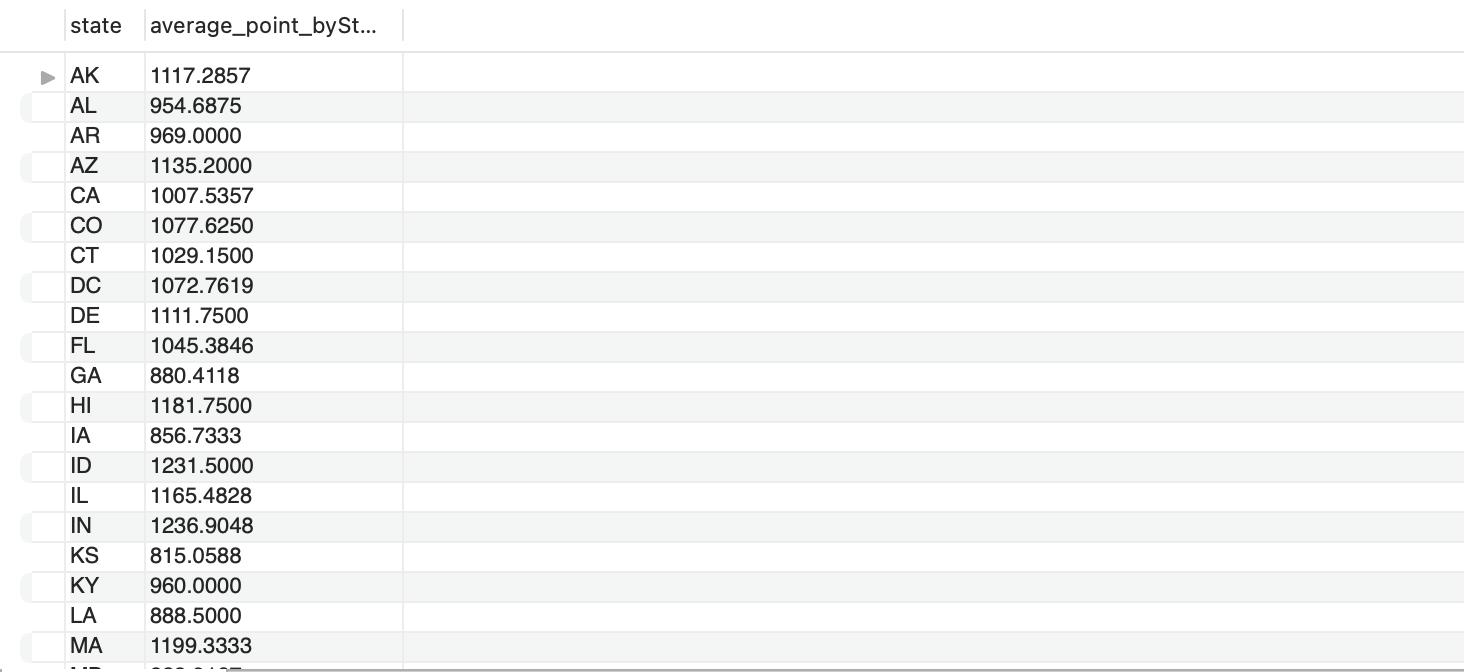 state average_point_bySt...
AK 1117.2857
AL 954.6875
AR 969.0000
AZ 1135.2000
CA 1007.5357
CO 1077.6250
CT 1029.1500
DC 1072.7619
DE 1111.7500
FL 1045.3846
GA 880.4118
HI 1181.7500
IA 856.7333
ID 1231.5000
IL 1165.4828
IN 1236.9048
KS 815.0588
KY 960.0000
LA 888.5000
MA 1199.3333